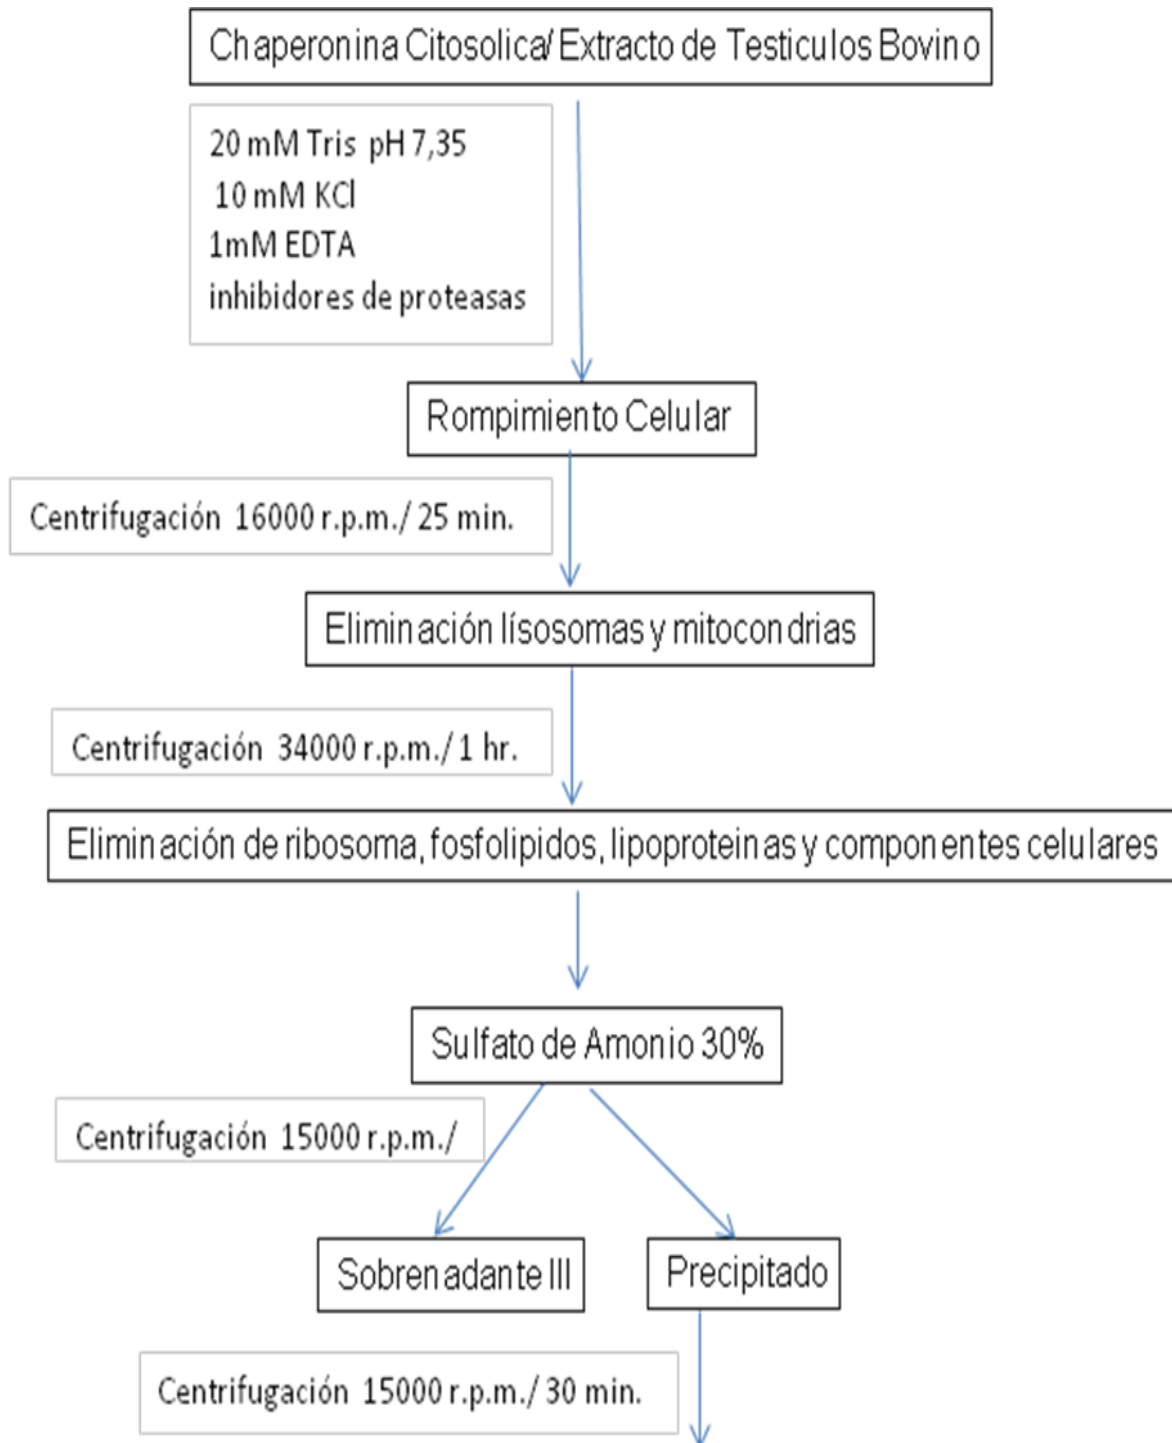 Chaperonina Citosolica/ Extracto de Testiculos Bovino
20 mM Tris pH 7,35
10 mM KCl
1mM EDTA
inhibidores de proteasas
Rompimiento Celular
Centrifugación 16000 r.p.m./ 25 min.
Eliminación lísosomas y mitocondrias
Centrifugación 34000 r.p.m./ 1 hr.
Eliminación de ribosoma, fosfolipidos, lipoproteinas y componentes celulares
Sulfato de Amonio 30%
Centrifugación 15000 r.p.m./
Sobrenadante III
Precipitado
Centrifugación 15000 r.p.m./ 30 min.